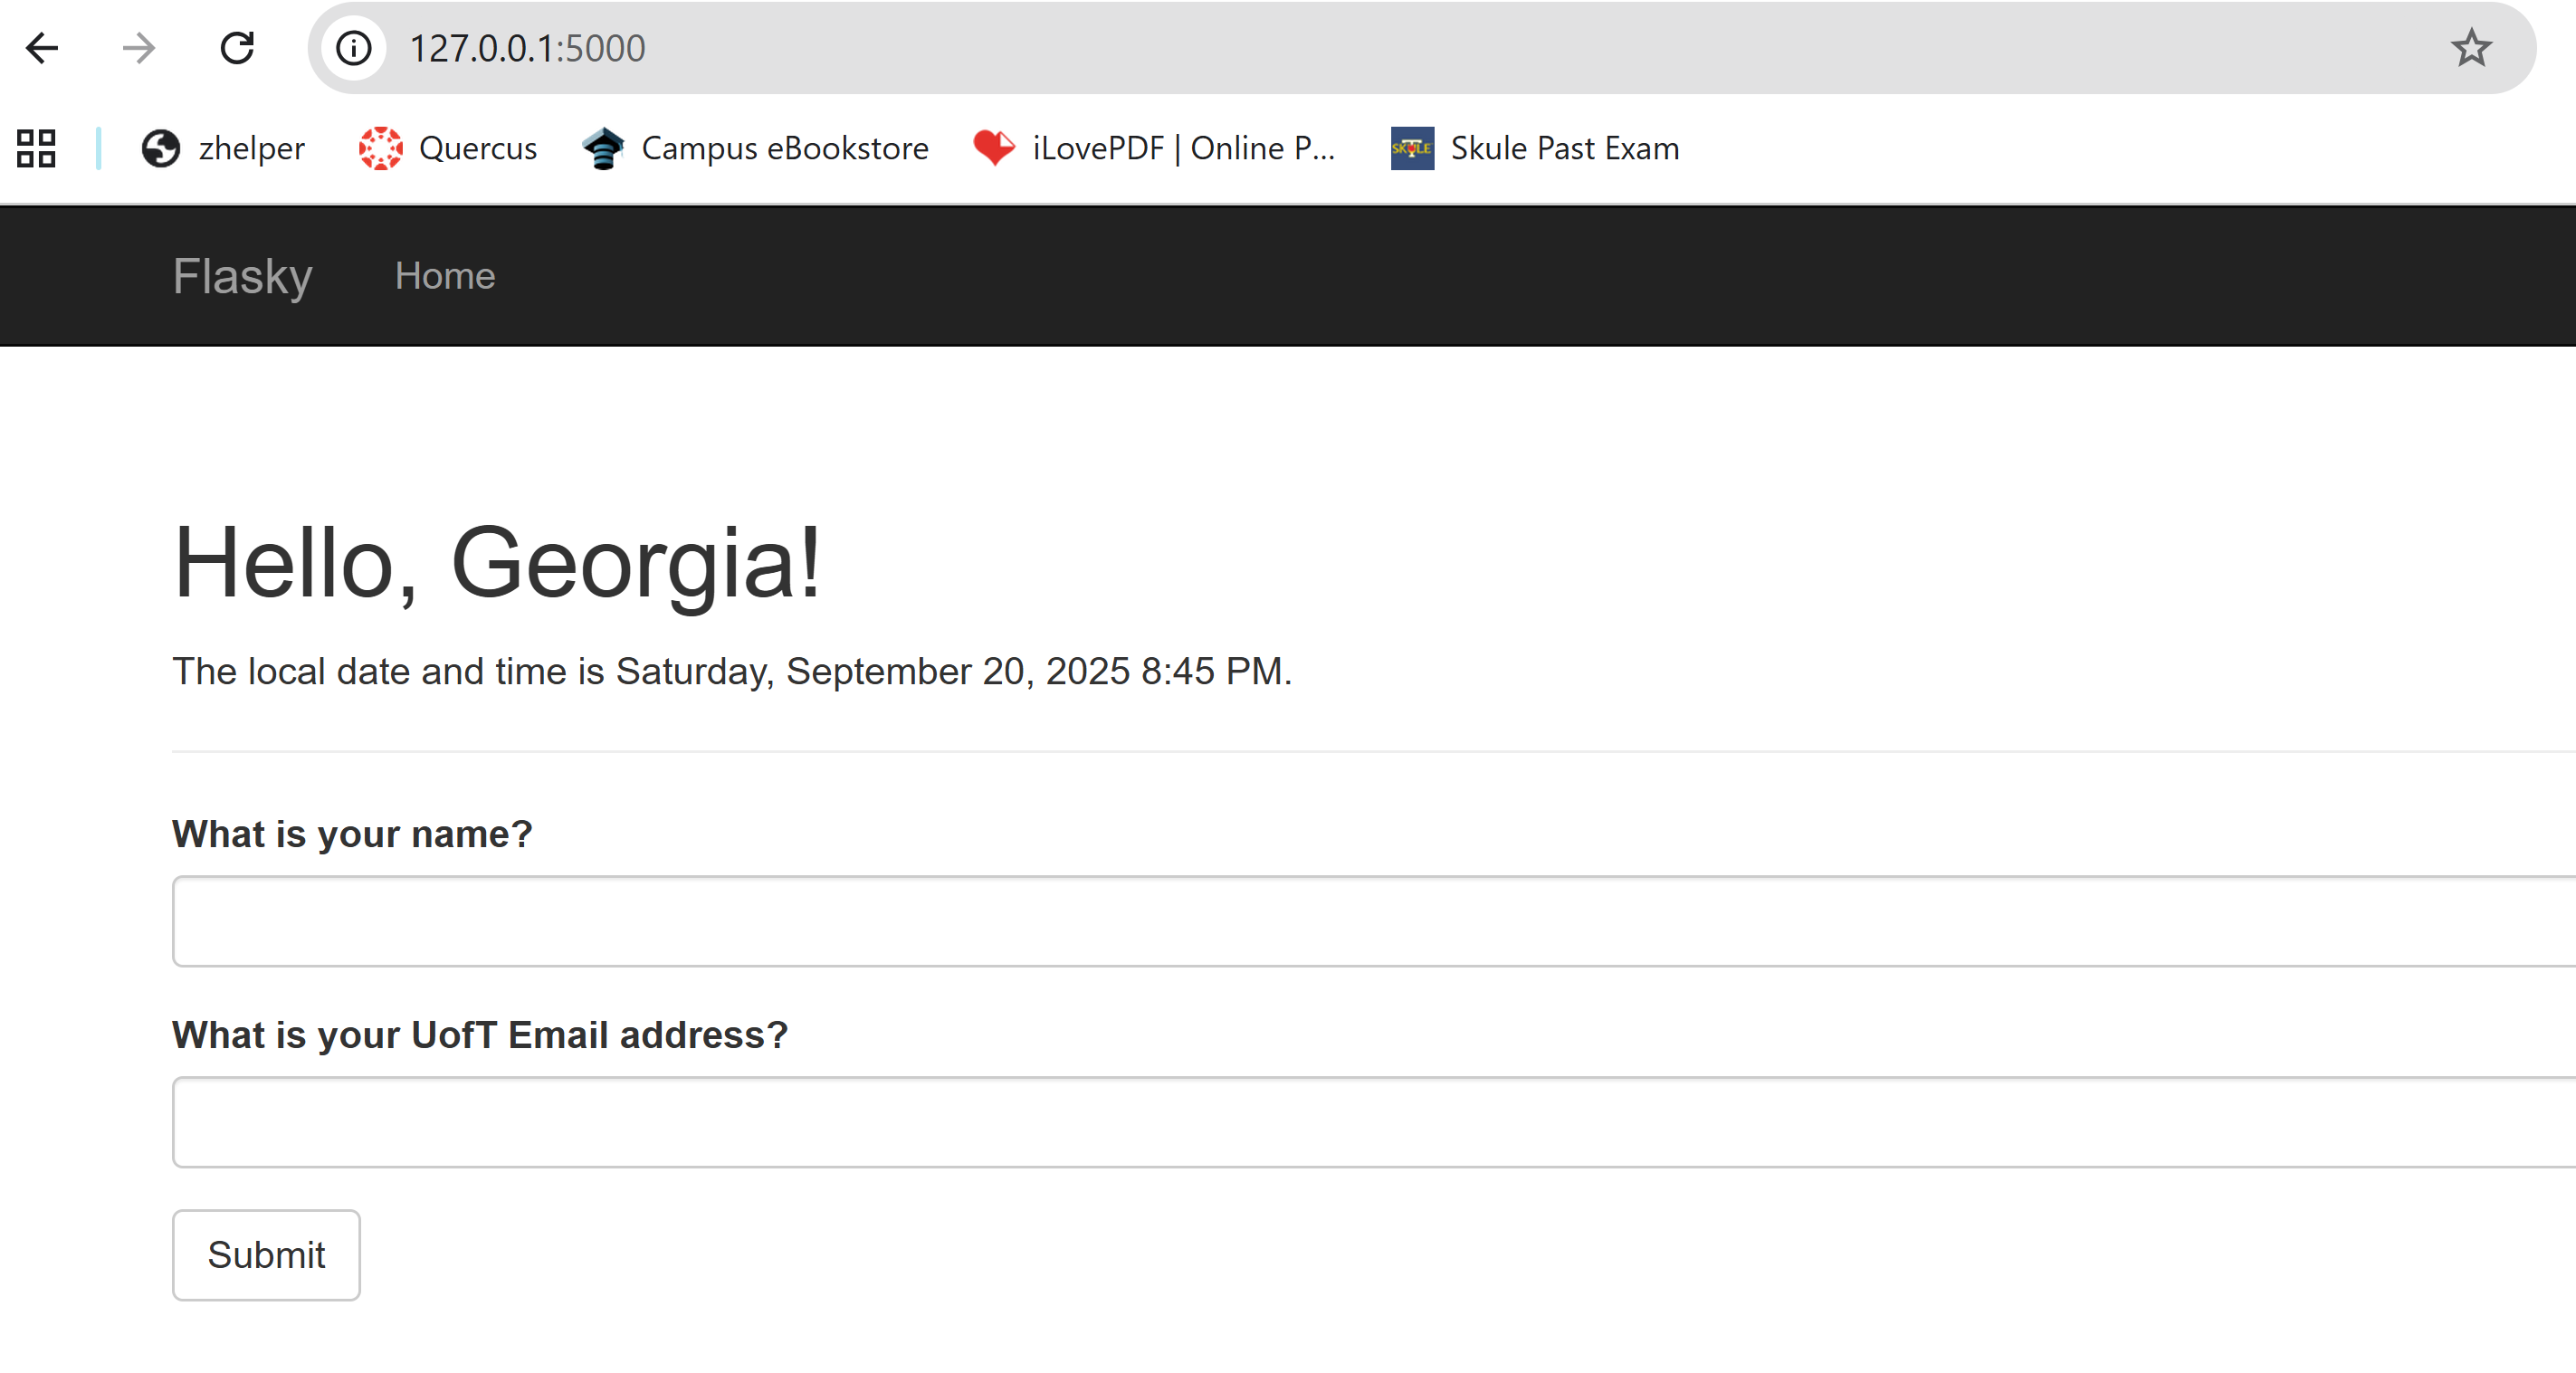 127.0.0.1:5000
zhelper Quercus Campus eBookstore iLovePDF | Online P... Skule Past Exam
Flasky Home
Hello, Georgia!
The local date and time is Saturday, September 20, 2025 8:45 PM.
What is your name?
What is your UofT Email address?
Submit